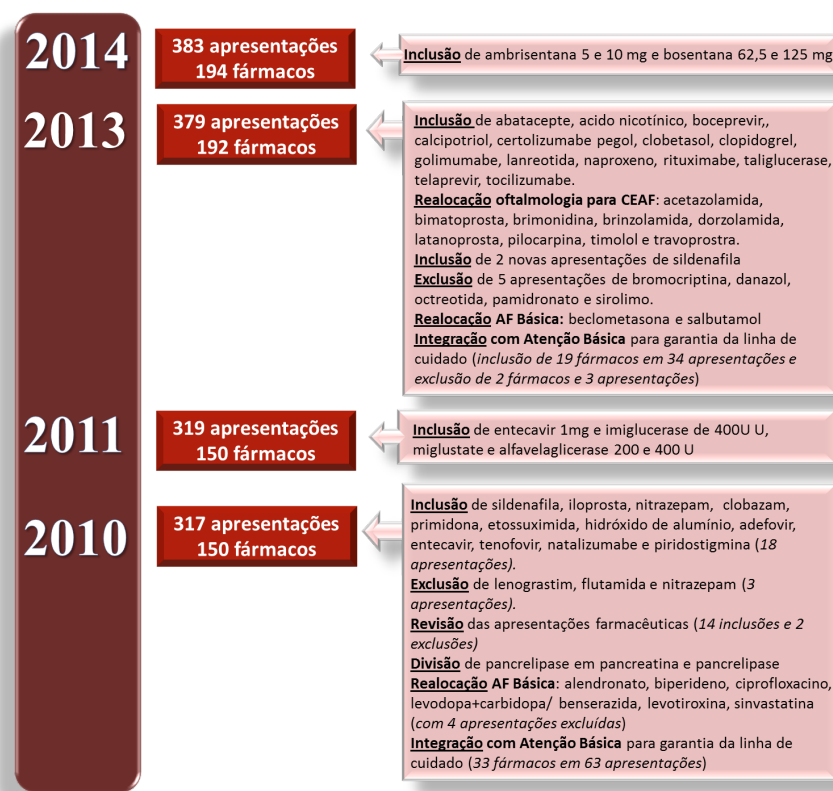 2014
383 apresentações
194 fármacos
Inclusão de ambrisentana 5 e 10 mg e bosentana 62,5 e 125 mg
2013
379 apresentações
192 fármacos
Inclusão de abatacepte, acido nicotínico, boceprevir,,
calcipotriol, certolizumabe pegol, clobetasol, clopidogrel,
golimumabe, lanreotida, naproxeno, rituximabe, taliglucerase,
telaprevir, tocilizumabe.
Realocação oftalmologia para CEAF: acetazolamida,
bimatoprosta, brimonidina, brinzolamida, dorzolamida,
latanoprosta, pilocarpina, timolol e travoprostra.
Inclusão de 2 novas apresentações de sildenafila
Exclusão de 5 apresentações de bromocriptina, danazol,
octreotida, pamidronato e sirolimo.
Realocação AF Básica: beclometasona e salbutamol
Integração com Atenção Básica para garantia da linha de
cuidado (inclusão de 19 fármacos em 34 apresentações e
exclusão de 2 fármacos e 3 apresentações)
2011
319 apresentações
150 fármacos
Inclusão de entecavir 1mg e imiglucerase de 400U U,
miglustate e alfavelaglicerase 200 e 400 U
2010
317 apresentações
150 fármacos
Inclusão de sildenafila, iloprosta, nitrazepam, clobazam,
primidona, etossuximida, hidróxido de alumínio, adefovir,
entecavir, tenofovir, natalizumabe e piridostigmina (18
apresentações).
Exclusão de lenograstim, flutamida e nitrazepam (3
apresentações).
Revisão das apresentações farmacêuticas (14 inclusões e 2
exclusões)
Divisão de pancrelipase em pancreatina e pancrelipase
Realocação AF Básica: alendronato, biperideno, ciprofloxacino,
levodopa+carbidopa/ benserazida, levotiroxina, sinvastatina
(com 4 apresentações excluídas)
Integração com Atenção Básica para garantia da linha de
cuidado (33 fármacos em 63 apresentações)